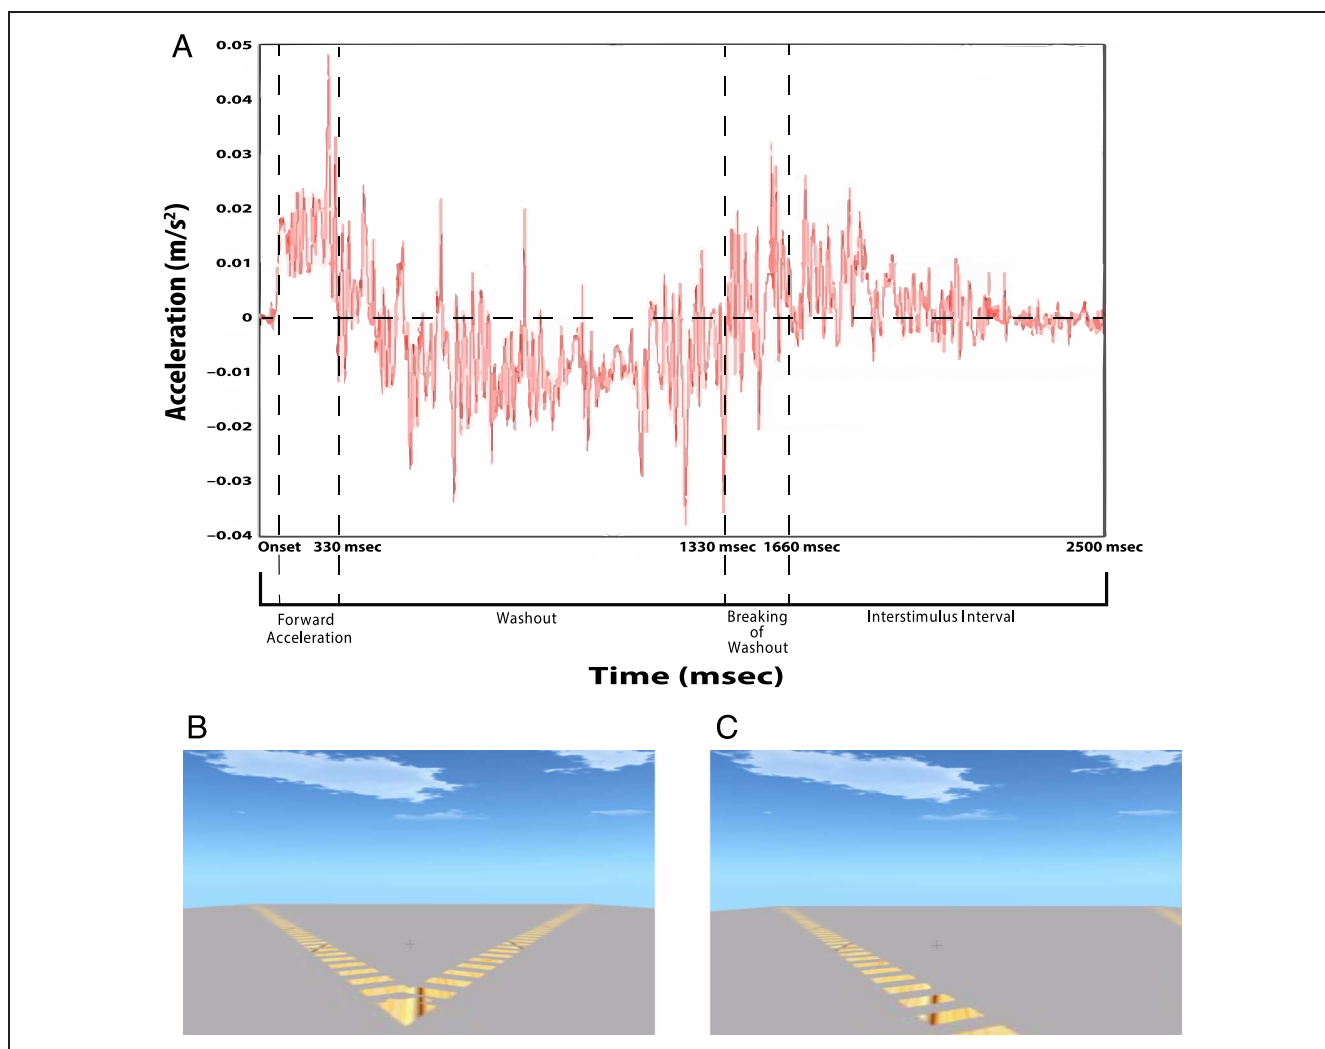 A
0.05
0.04
0.03
0.02
0.01
0
−0.01
−0.02
−0.03
−0.04
Acceleration (m/s²)
Onset 330 msec 1330 msec 1660 msec 2500 msec
Forward
Acceleration
Washout
Breaking
of
Washout
Interstimulus Interval
Time (msec)
B
C